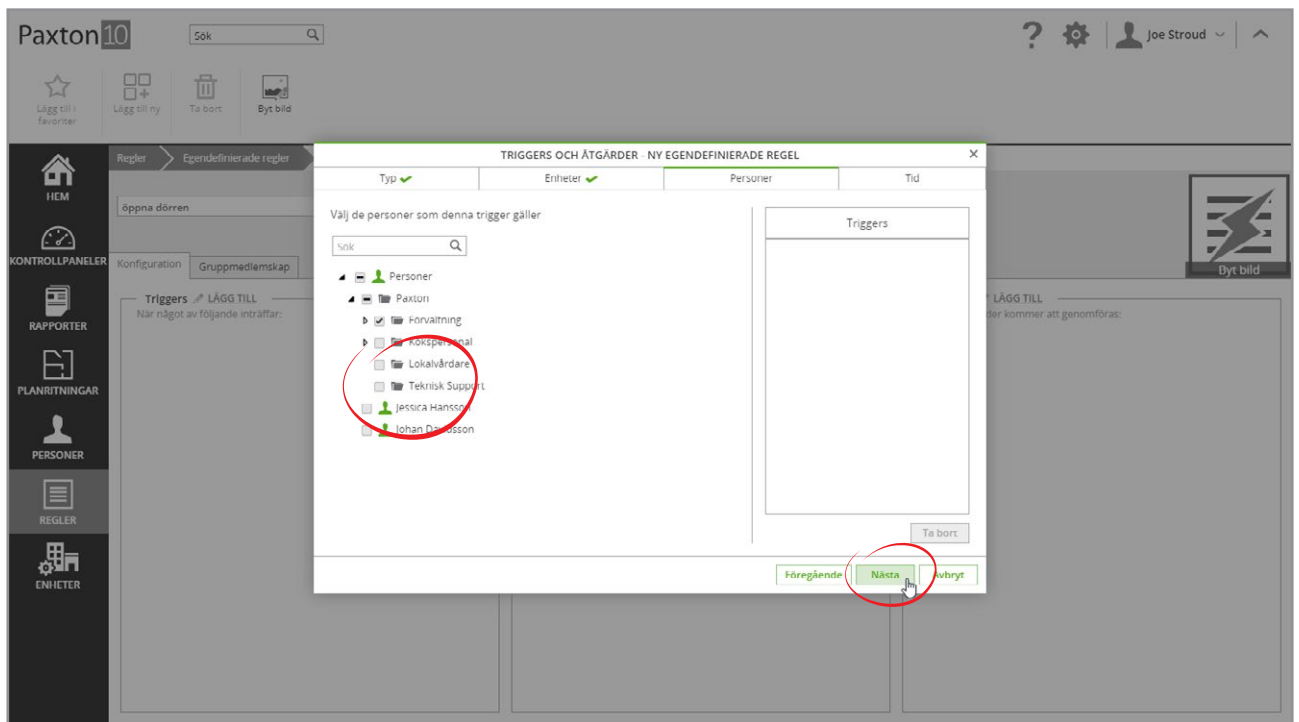 Paxton 10
Sök
Joe Stroud
Lägg till i favoriter
Lägg till ny
Ta bort
Byt bild
HEM
KONTROLLPANELER
RAPPORTER
PLANRITNINGAR
PERSONER
REGLER
ENHETER
Regler
Egendefinierade regler
öppna dörren
Konfiguration
Gruppmedlemskap
Triggers LÄGG TILL
När något av följande inträffar:
TRIGGERS OCH ÅTGÄRDER - NY EGENDEFINIERADE REGEL
Typ
Enheter
Personer
Tid
Välj de personer som denna trigger gäller
Sök
Personer
Paxton
Förvaltning
Kökspersonal
Lokalvårdare
Teknisk Support
Jessica Hansson
Johan Davidsson
Triggers
Ta bort
Föregående
Nästa
Avbryt
Byt bild
LÄGG TILL
der kommer att genomföras: